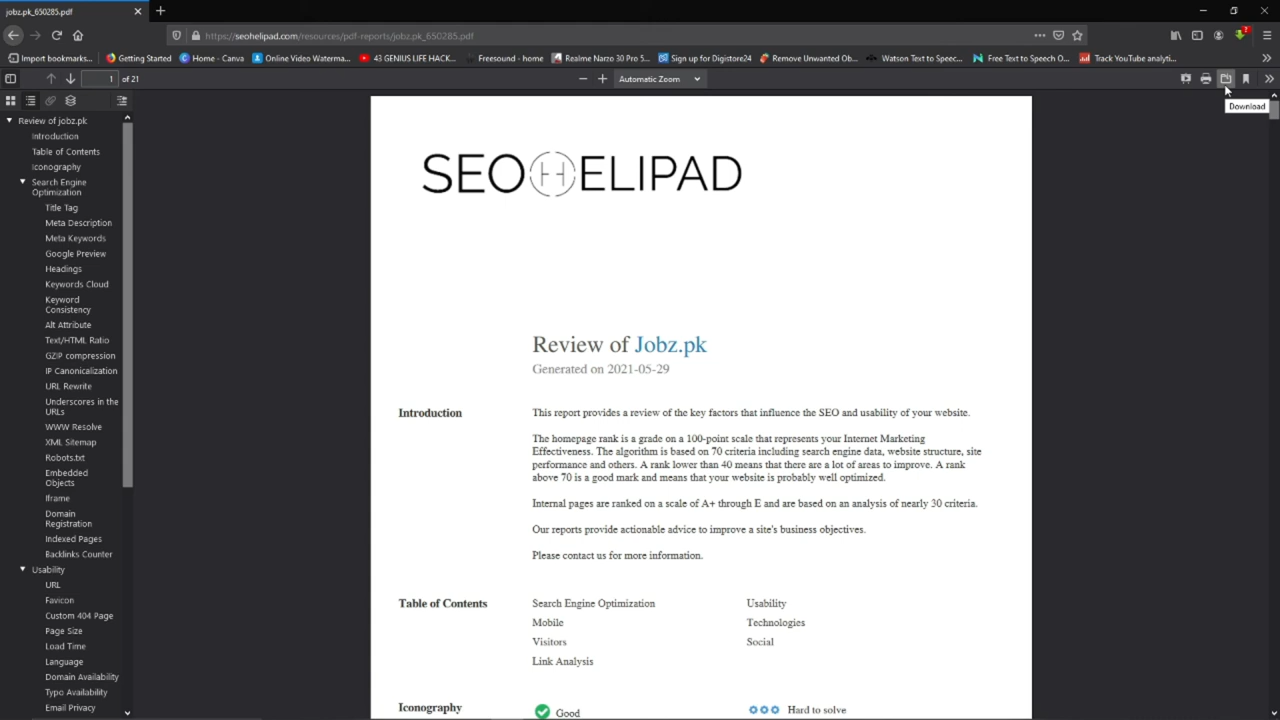 jobz.pk_650285.pdf
https://seohelipad.com/resources/pdf-reports/jobz.pk_650285.pdf
Import bookmarks... Getting Started Home - Canva Online Video Waterma... 43 GENIUS LIFE HACK... Freesound - home Realme Narzo 30 Pro 5... Sign up for Digistore24 Remove Unwanted Ob... Watson Text to Speec... Free Text to Speech O... Track YouTube analyti...
1 of 21 Automatic Zoom
Download
Review of jobz.pk
Introduction
Table of Contents
Iconography
Search Engine
Optimization
Title Tag
Meta Description
Meta Keywords
Google Preview
Headings
Keywords Cloud
Keyword
Consistency
Alt Attribute
Text/HTML Ratio
GZIP compression
IP Canonicalization
URL Rewrite
Underscores in the
URLs
WWW Resolve
XML Sitemap
Robots.txt
Embedded
Objects
Iframe
Domain
Registration
Indexed Pages
Backlinks Counter
Usability
URL
Favicon
Custom 404 Page
Page Size
Load Time
Language
Domain Availability
Typo Availability
Email Privacy
SEO HELIPAD
Review of Jobz.pk
Generated on 2021-05-29
Introduction
This report provides a review of the key factors that influence the SEO and usability of your website.
The homepage rank is a grade on a 100-point scale that represents your Internet Marketing
Effectiveness. The algorithm is based on 70 criteria including search engine data, website structure, site
performance and others. A rank lower than 40 means that there are a lot of areas to improve. A rank
above 70 is a good mark and means that your website is probably well optimized.
Internal pages are ranked on a scale of A+ through E and are based on an analysis of nearly 30 criteria.
Our reports provide actionable advice to improve a site's business objectives.
Please contact us for more information.
Table of Contents
Search Engine Optimization Usability
Mobile Technologies
Visitors Social
Link Analysis
Iconography
Good Hard to solve